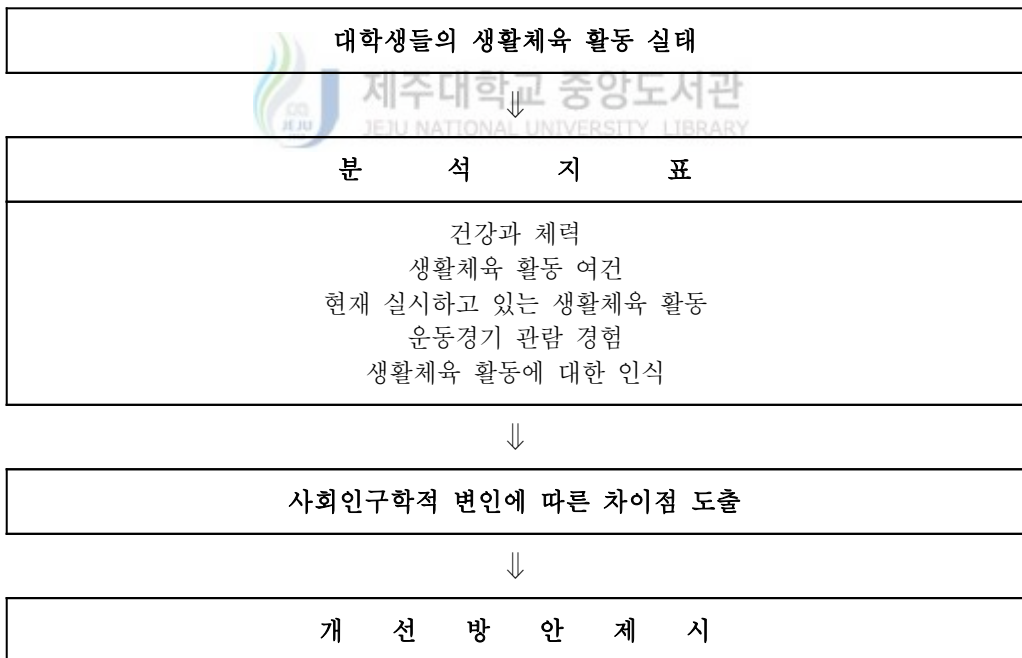 대학생들의 생활체육 활동 실태
제주대학교 중앙도서관
JEJU NATIONAL UNIVERSITY LIBRARY
⇓
분 석 지 표
건강과 체력
생활체육 활동 여건
현재 실시하고 있는 생활체육 활동
운동경기 관람 경험
생활체육 활동에 대한 인식
⇓
사회인구학적 변인에 따른 차이점 도출
⇓
개 선 방 안 제 시